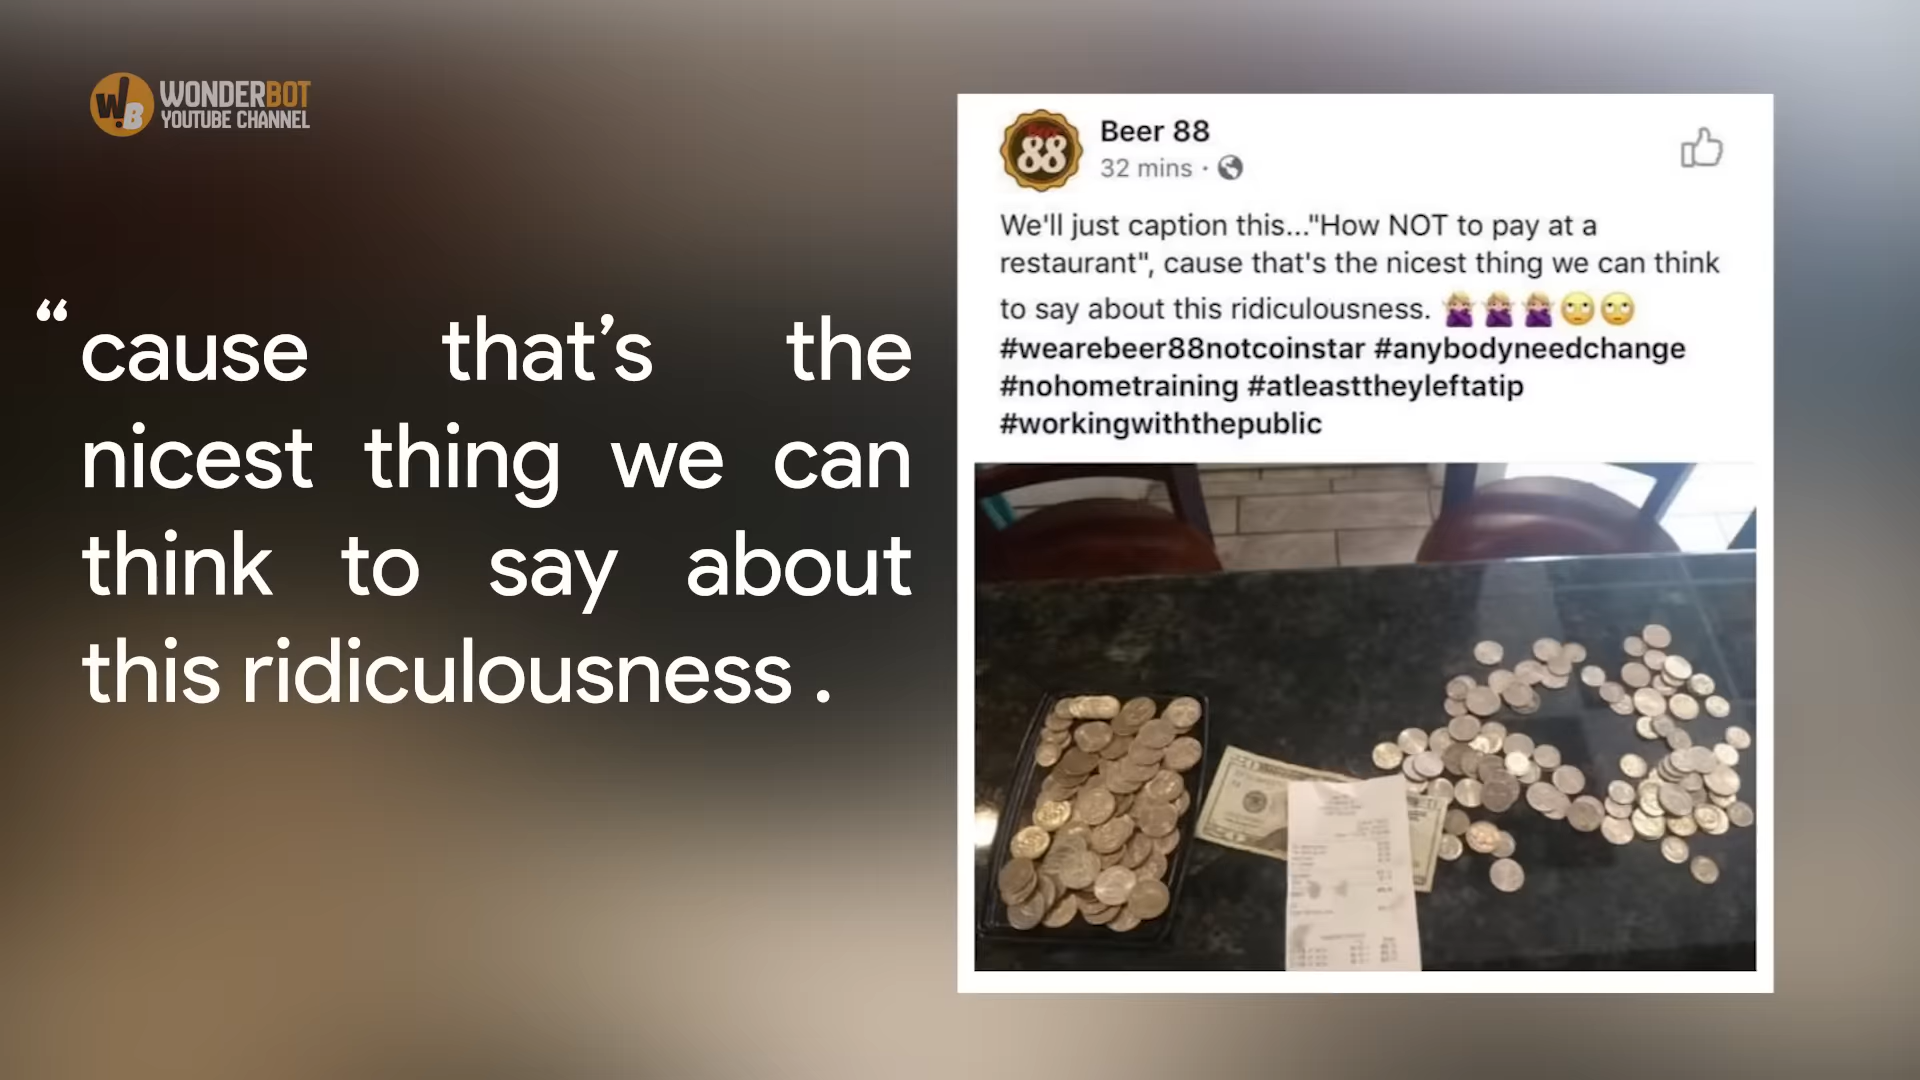 W!B WONDERBOT
YOUTUBE CHANNEL
“cause that’s the
nicest thing we can
think to say about
this ridiculousness .
88
Beer 88
32 mins ·
We'll just caption this..."How NOT to pay at a
restaurant", cause that's the nicest thing we can think
to say about this ridiculousness. 🙅🏼‍♀️🙅🏼‍♀️🙅🏼‍♀️🙄🙄
#wearebeer88notcoinstar #anybodyneedchange
#nohometraining #atleasttheyleftatip
#workingwiththepublic